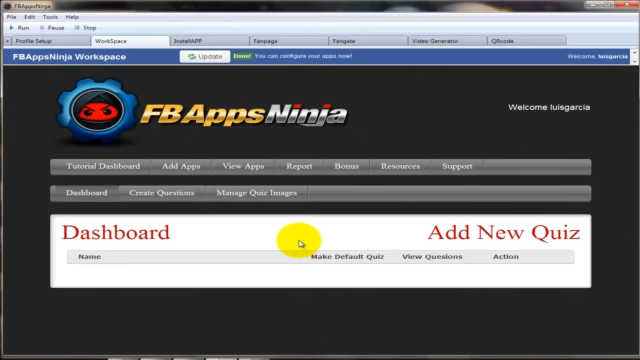 FBAppsNinja
File Edit Tools Help
Run Pause Stop
Profile Setup WorkSpace InstallAPP Fanpage Fangate Video Generator QRcode
FBAppsNinja Workspace Update Done! You can configure your apps now! Welcome, luisgarcia
FBAppsNinja
Welcome luisgarcia
Tutorial Dashboard Add Apps View Apps Report Bonus Resources Support
Dashboard Create Questions Manage Quiz Images
Dashboard Add New Quiz
Name Make Default Quiz View Quesions Action